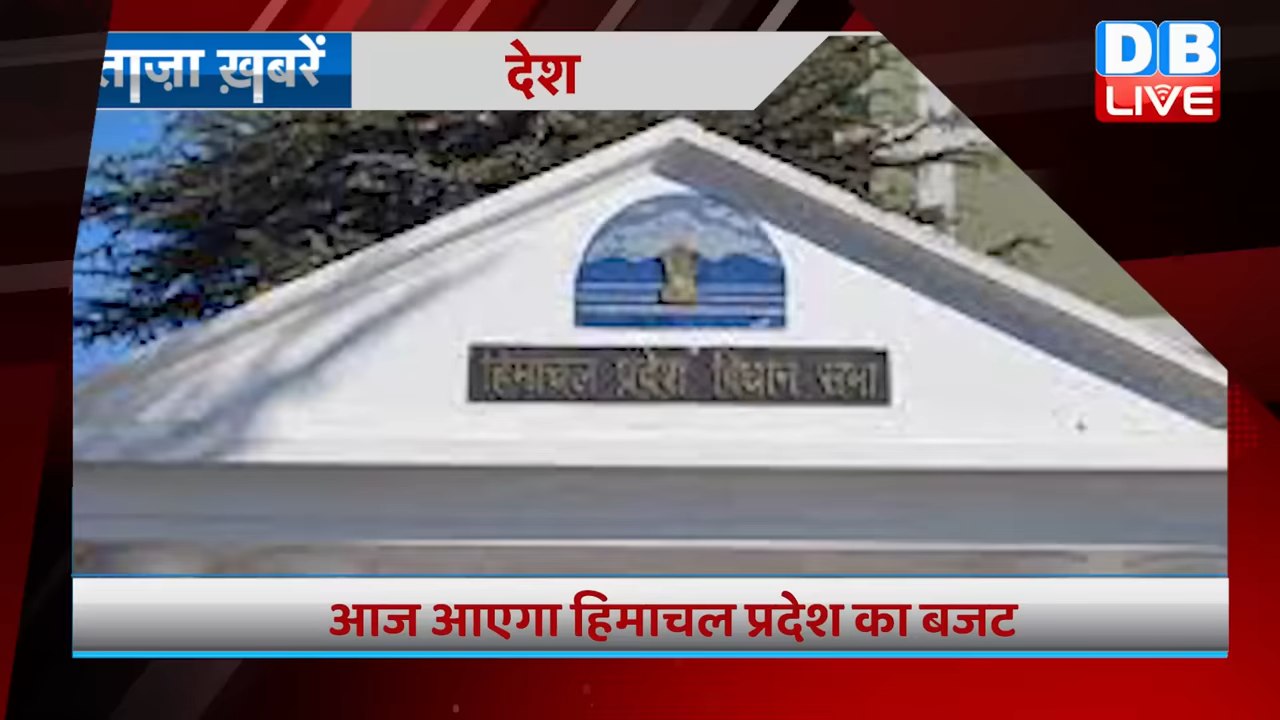 ताज़ा ख़बरें
देश
DB
LIVE
हिमाचल प्रदेश विधान सभा
आज आएगा हिमाचल प्रदेश का बजट